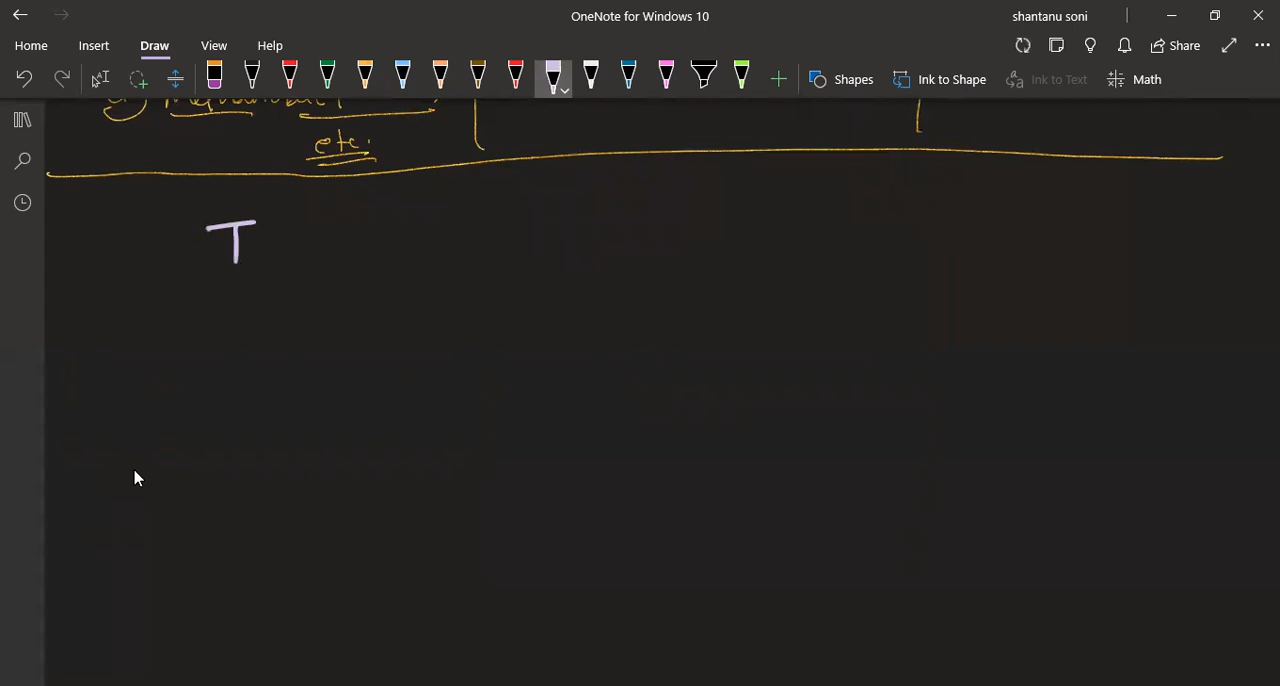 OneNote for Windows 10
shantanu soni
Home Insert Draw View Help
Share
Shapes Ink to Shape Ink to Text Math
etc.
T